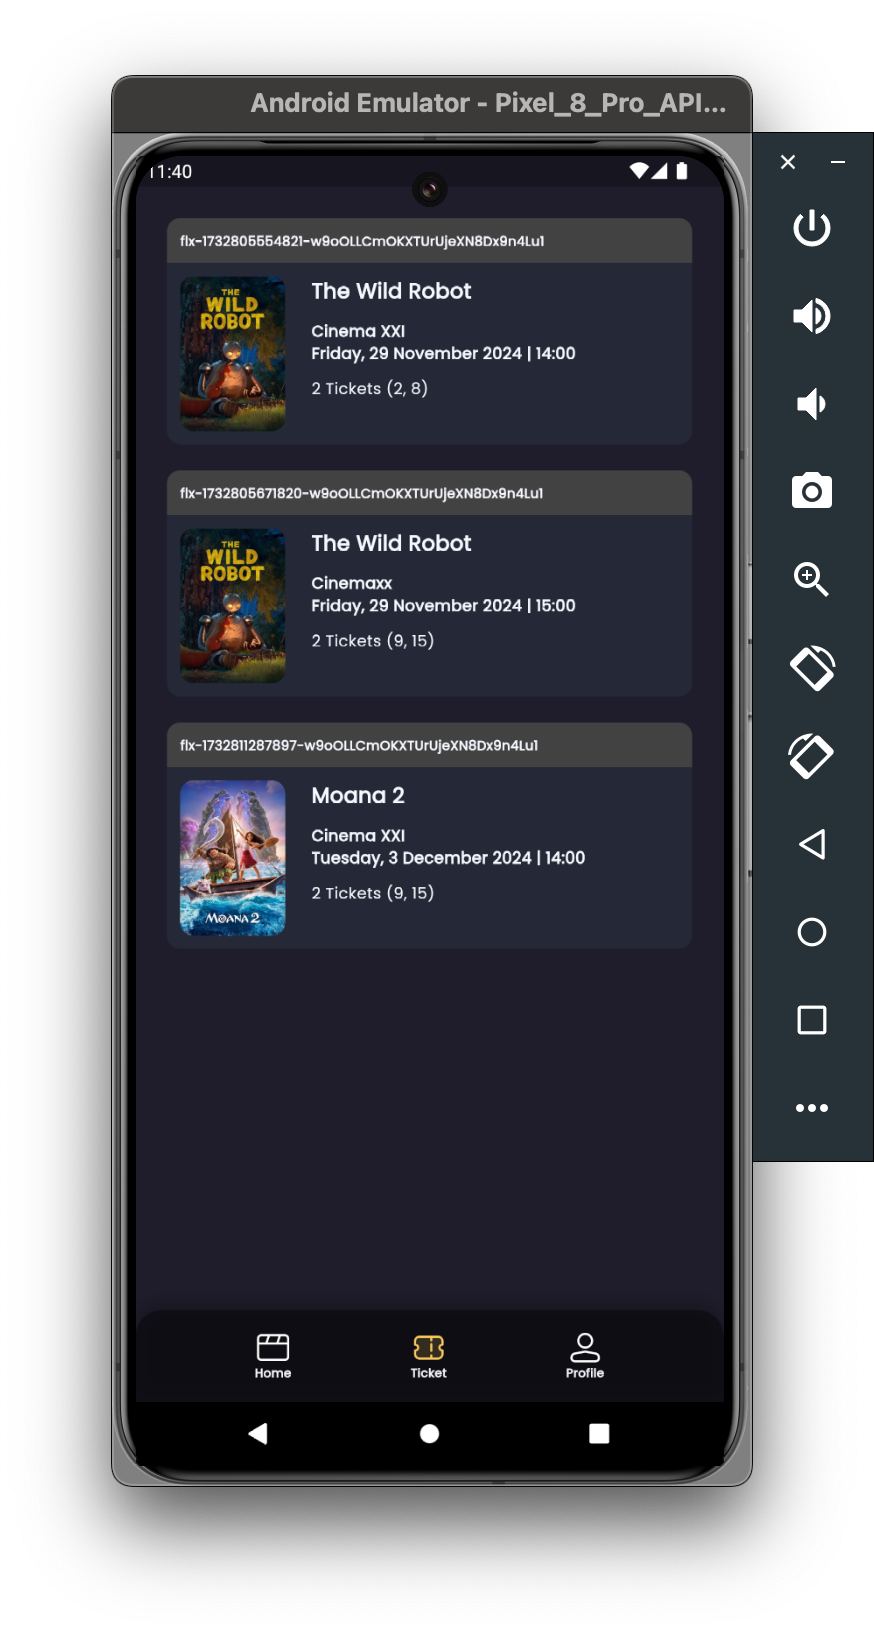 Android Emulator - Pixel_8_Pro_API...
11:40
flx-1732805554821-w9oOLLCmOKXTUrUjeXN8Dx9n4Lu1
THE
WILD
ROBOT
The Wild Robot
Cinema XXI
Friday, 29 November 2024 | 14:00
2 Tickets (2, 8)
flx-1732805671820-w9oOLLCmOKXTUrUjeXN8Dx9n4Lu1
THE
WILD
ROBOT
The Wild Robot
Cinemaxx
Friday, 29 November 2024 | 15:00
2 Tickets (9, 15)
flx-1732811287897-w9oOLLCmOKXTUrUjeXN8Dx9n4Lu1
2
MOANA 2
Moana 2
Cinema XXI
Tuesday, 3 December 2024 | 14:00
2 Tickets (9, 15)
Home
Ticket
Profile